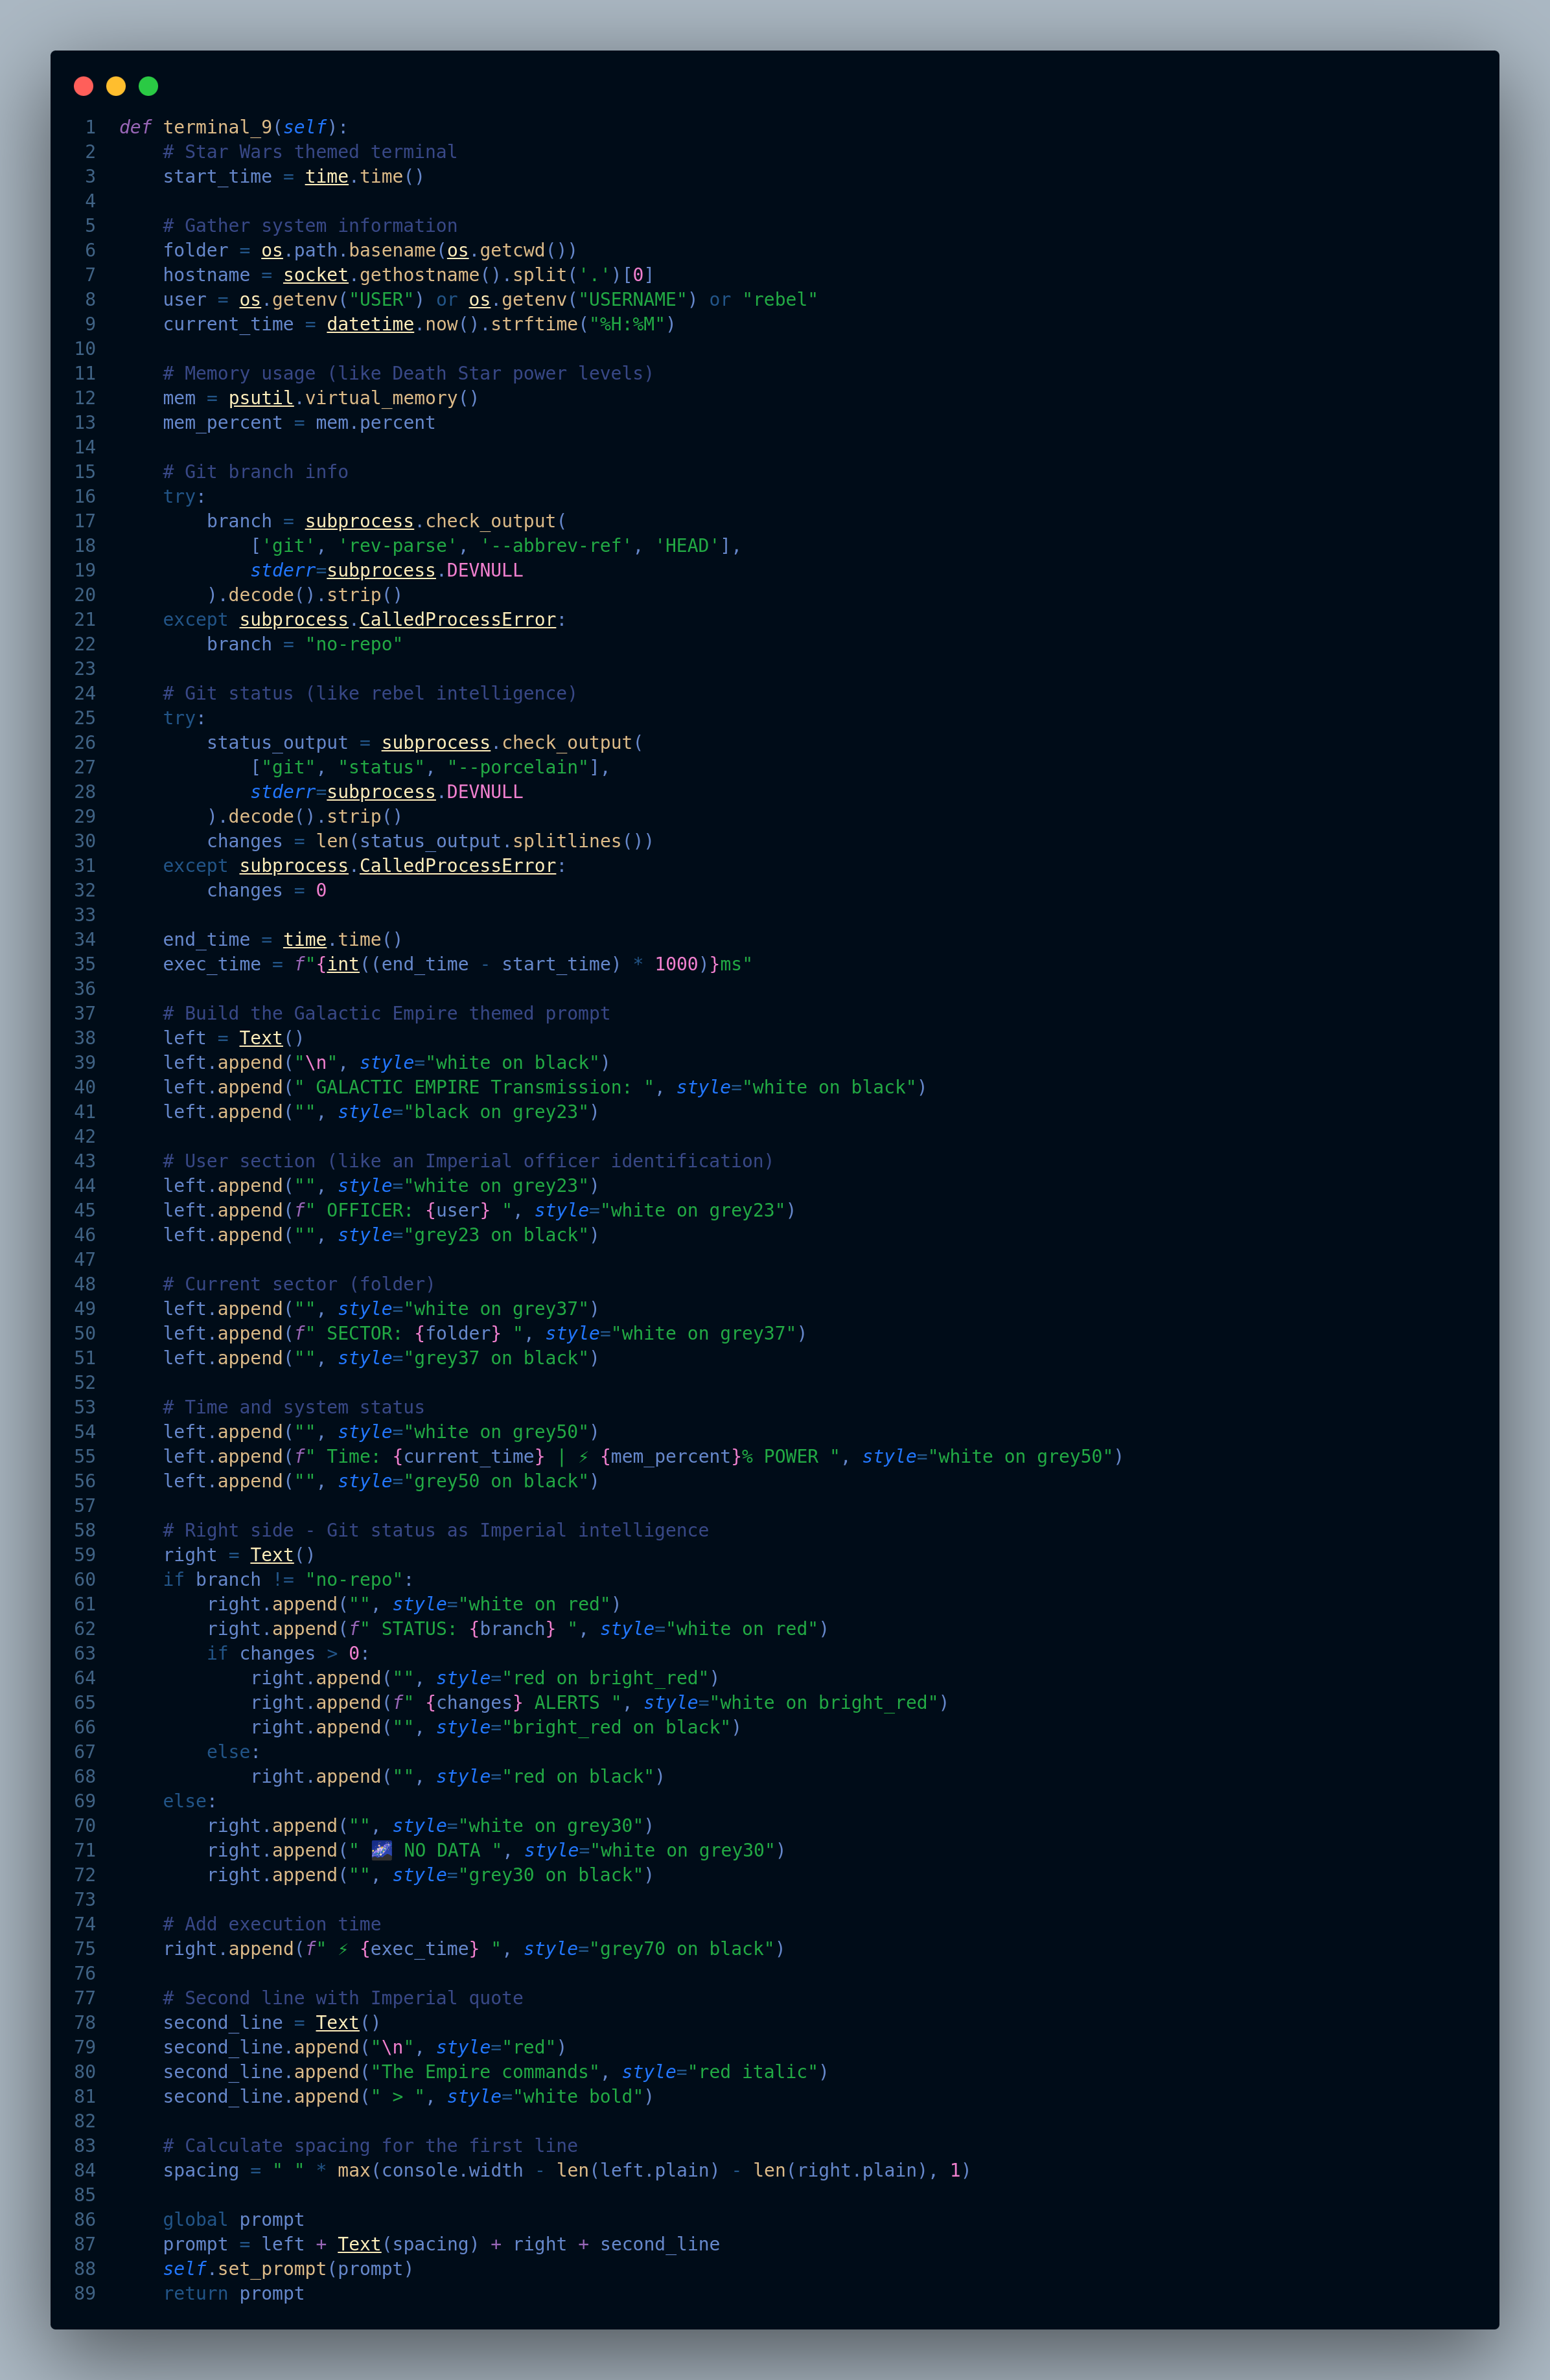 1 def terminal_9(self):
2     # Star Wars themed terminal
3     start_time = time.time()
4
5     # Gather system information
6     folder = os.path.basename(os.getcwd())
7     hostname = socket.gethostname().split('.')[0]
8     user = os.getenv("USER") or os.getenv("USERNAME") or "rebel"
9     current_time = datetime.now().strftime("%H:%M")
10
11     # Memory usage (like Death Star power levels)
12     mem = psutil.virtual_memory()
13     mem_percent = mem.percent
14
15     # Git branch info
16     try:
17         branch = subprocess.check_output(
18             ['git', 'rev-parse', '--abbrev-ref', 'HEAD'],
19             stderr=subprocess.DEVNULL
20         ).decode().strip()
21     except subprocess.CalledProcessError:
22         branch = "no-repo"
23
24     # Git status (like rebel intelligence)
25     try:
26         status_output = subprocess.check_output(
27             ["git", "status", "--porcelain"],
28             stderr=subprocess.DEVNULL
29         ).decode().strip()
30         changes = len(status_output.splitlines())
31     except subprocess.CalledProcessError:
32         changes = 0
33
34     end_time = time.time()
35     exec_time = f"{int((end_time - start_time) * 1000)}ms"
36
37     # Build the Galactic Empire themed prompt
38     left = Text()
39     left.append("\n", style="white on black")
40     left.append(" GALACTIC EMPIRE Transmission: ", style="white on black")
41     left.append("", style="black on grey23")
42
43     # User section (like an Imperial officer identification)
44     left.append("", style="white on grey23")
45     left.append(f" OFFICER: {user} ", style="white on grey23")
46     left.append("", style="grey23 on black")
47
48     # Current sector (folder)
49     left.append("", style="white on grey37")
50     left.append(f" SECTOR: {folder} ", style="white on grey37")
51     left.append("", style="grey37 on black")
52
53     # Time and system status
54     left.append("", style="white on grey50")
55     left.append(f" Time: {current_time} | ⚡ {mem_percent}% POWER ", style="white on grey50")
56     left.append("", style="grey50 on black")
57
58     # Right side - Git status as Imperial intelligence
59     right = Text()
60     if branch != "no-repo":
61         right.append("", style="white on red")
62         right.append(f" STATUS: {branch} ", style="white on red")
63         if changes > 0:
64             right.append("", style="red on bright_red")
65             right.append(f" {changes} ALERTS ", style="white on bright_red")
66             right.append("", style="bright_red on black")
67         else:
68             right.append("", style="red on black")
69     else:
70         right.append("", style="white on grey30")
71         right.append(" 🌌 NO DATA ", style="white on grey30")
72         right.append("", style="grey30 on black")
73
74     # Add execution time
75     right.append(f" ⚡ {exec_time} ", style="grey70 on black")
76
77     # Second line with Imperial quote
78     second_line = Text()
79     second_line.append("\n", style="red")
80     second_line.append("The Empire commands", style="red italic")
81     second_line.append(" > ", style="white bold")
82
83     # Calculate spacing for the first line
84     spacing = " " * max(console.width - len(left.plain) - len(right.plain), 1)
85
86     global prompt
87     prompt = left + Text(spacing) + right + second_line
88     self.set_prompt(prompt)
89     return prompt